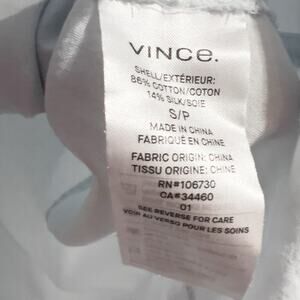 VINCE.
SHELL/EXTÉRIEUR:
86% COTTON/COTON
14% SILK/SOIE
S/P
MADE IN CHINA
FABRIQUÉ EN CHINE
FABRIC ORIGIN: CHINA
TISSU ORIGINE: CHINE
RN#106730
CA#34460
01
SEE REVERSE FOR CARE
VOIR AU VERSO POUR LES SOINS